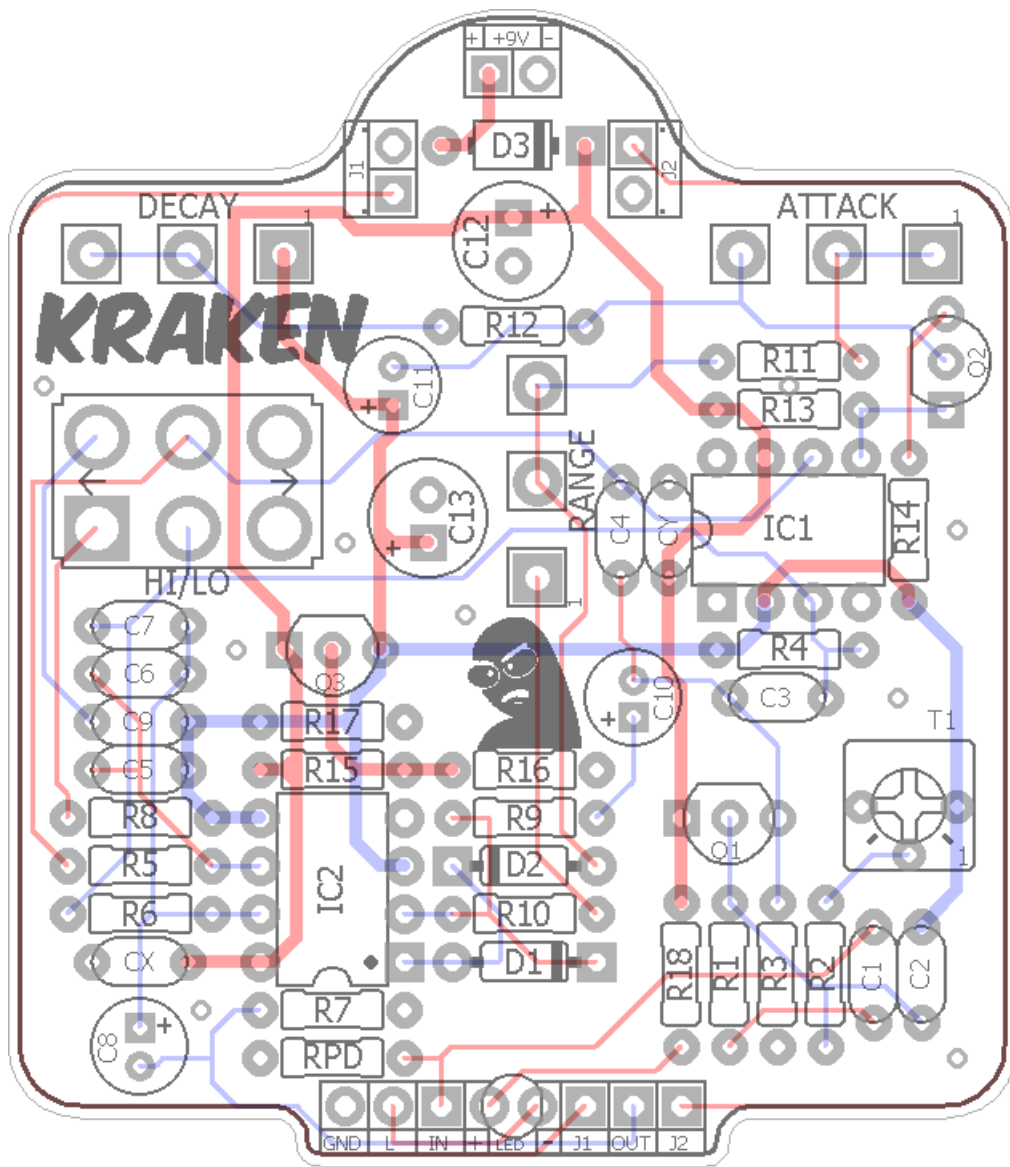 + +9V -
J1 D3 J2
DECAY 1 C12 + ATTACK 1
KRAKEN R12 R11 Q2
C11 + R13
RANGE
C13 + C4 CY IC1 R14
HI/LO 1
C7 R4
C6 Q3 C10 + C3
C9 R17 T1
C5 R15 R16
R8 R9 Q1
R5 IC2 D2 1
R6 R10
CX D1 R18 R1 R3 R2 C1 C2
C8 + R7
RPD
GND L IN + LED - J1 OUT J2